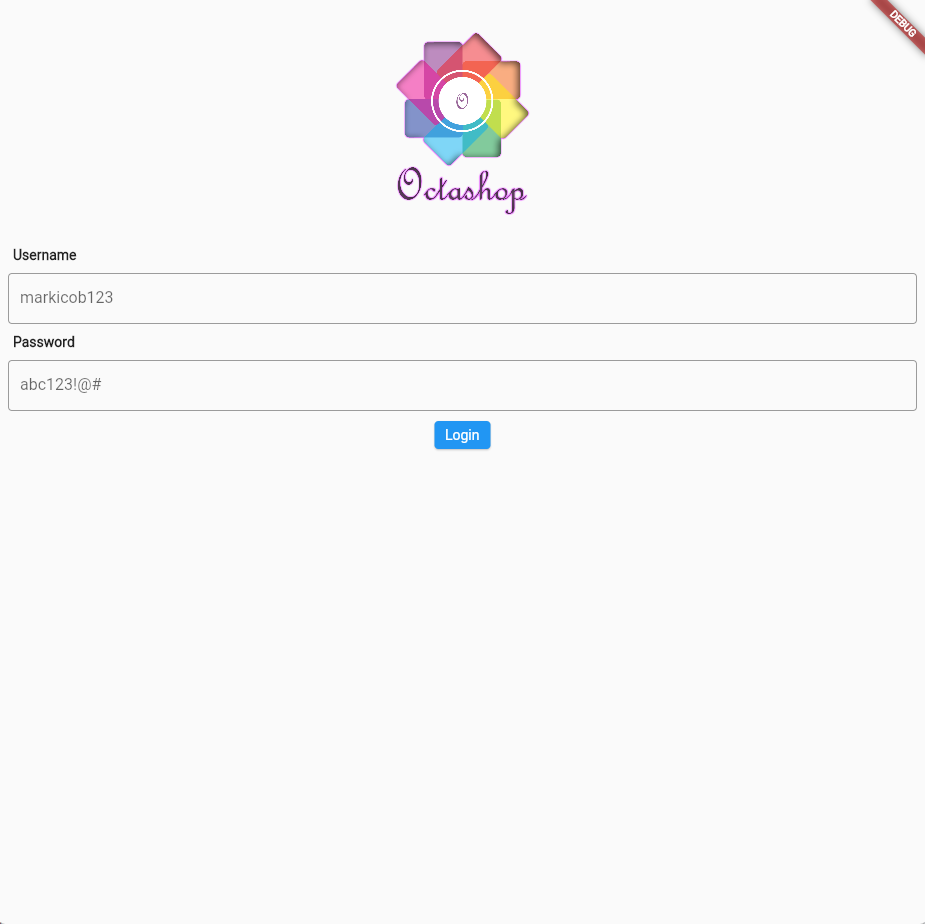 DEBUG
O
Octashop
Username
markicob123
Password
abc123!@#
Login